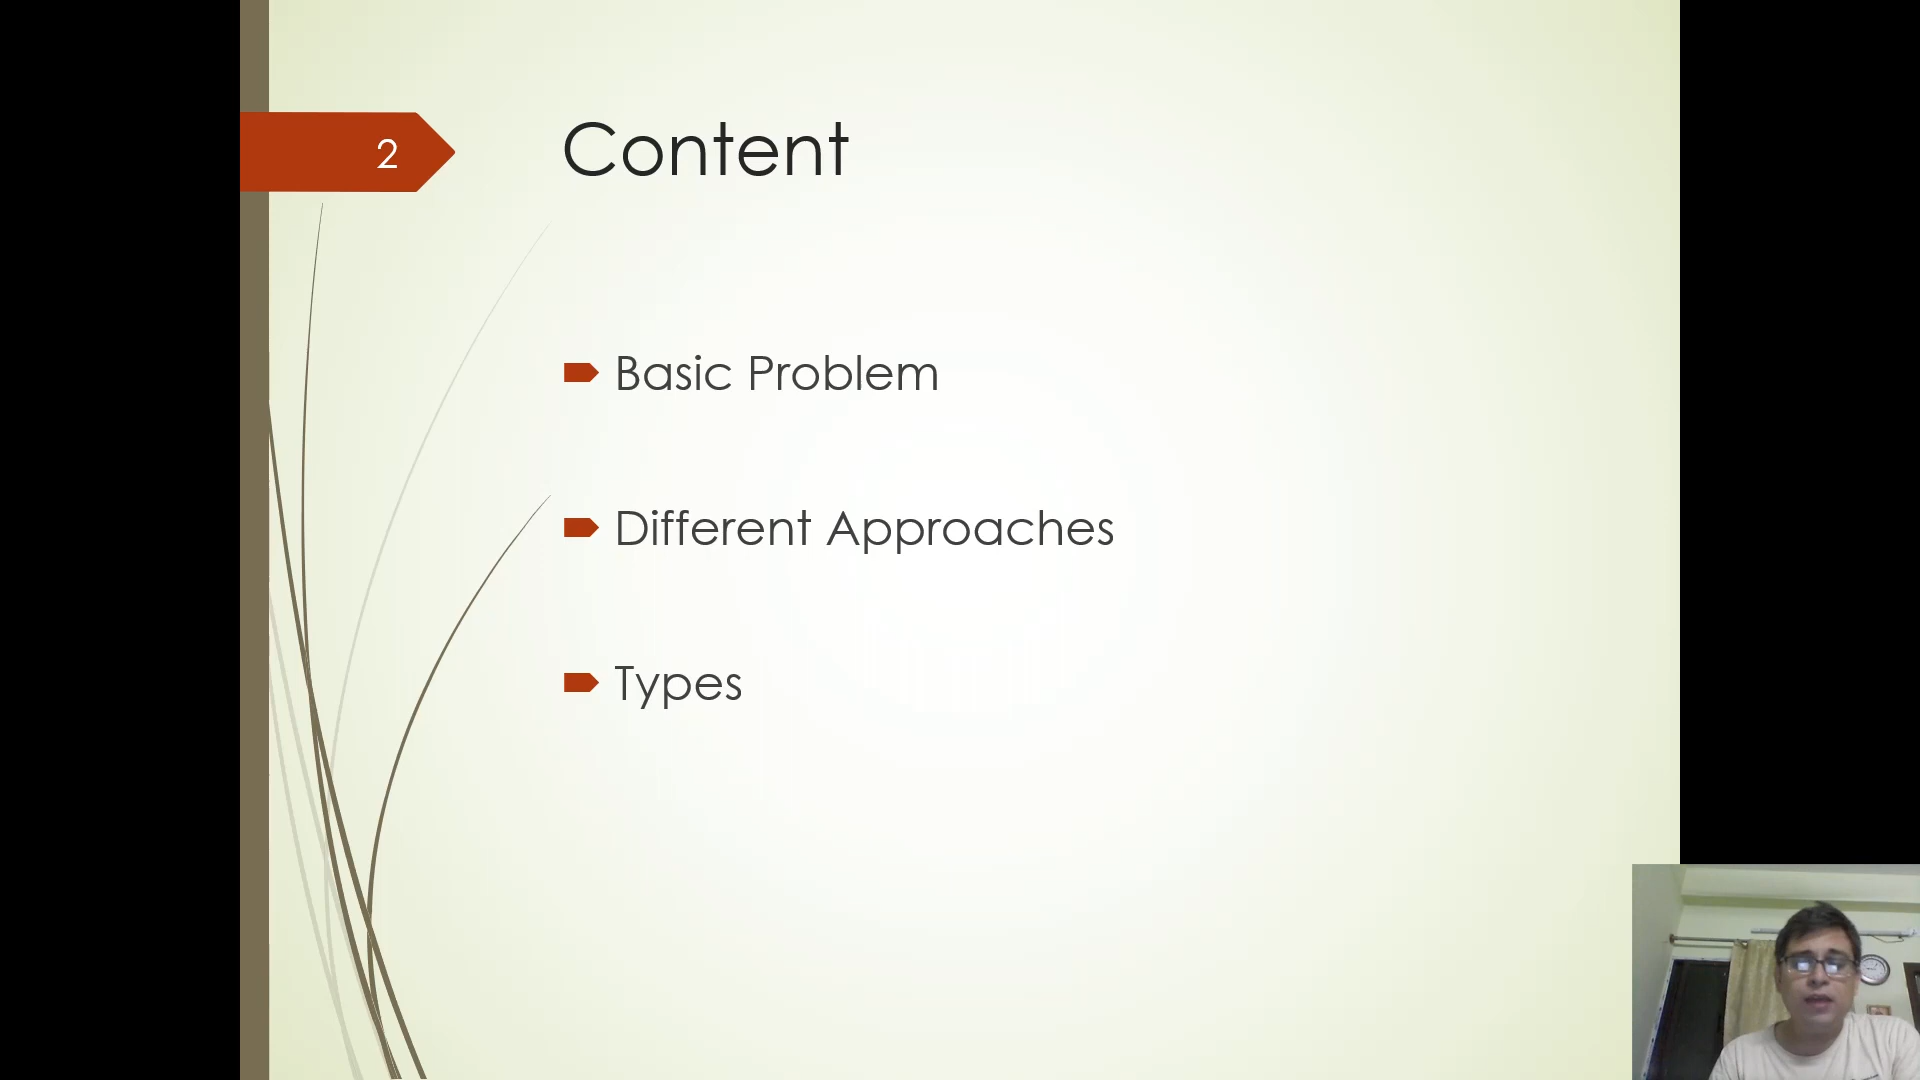 2
Content
Basic Problem
Different Approaches
Types